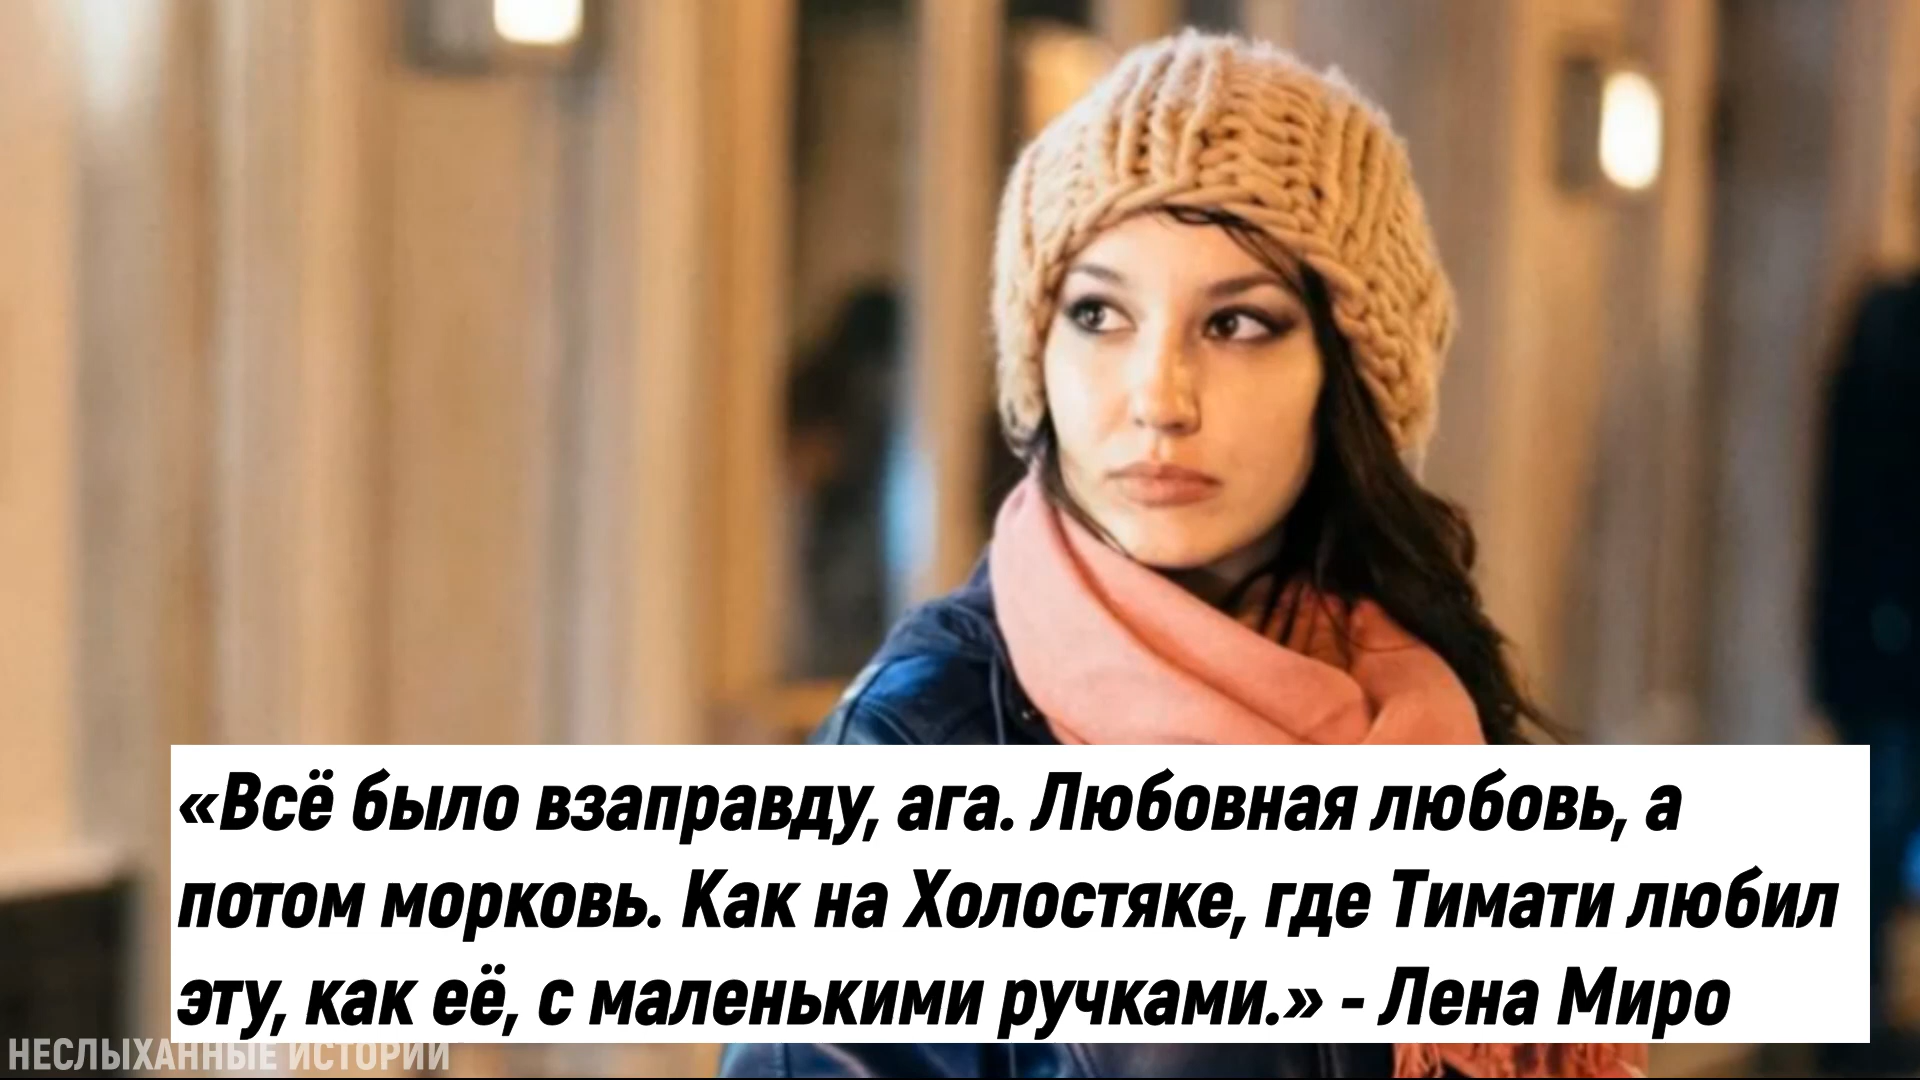 «Всё было взаправду, ага. Любовная любовь, а
потом морковь. Как на Холостяке, где Тимати любил
эту, как её, с маленькими ручками.» - Лена Миро
НЕСЛЫХАННЫЕ ИСТОРИИ